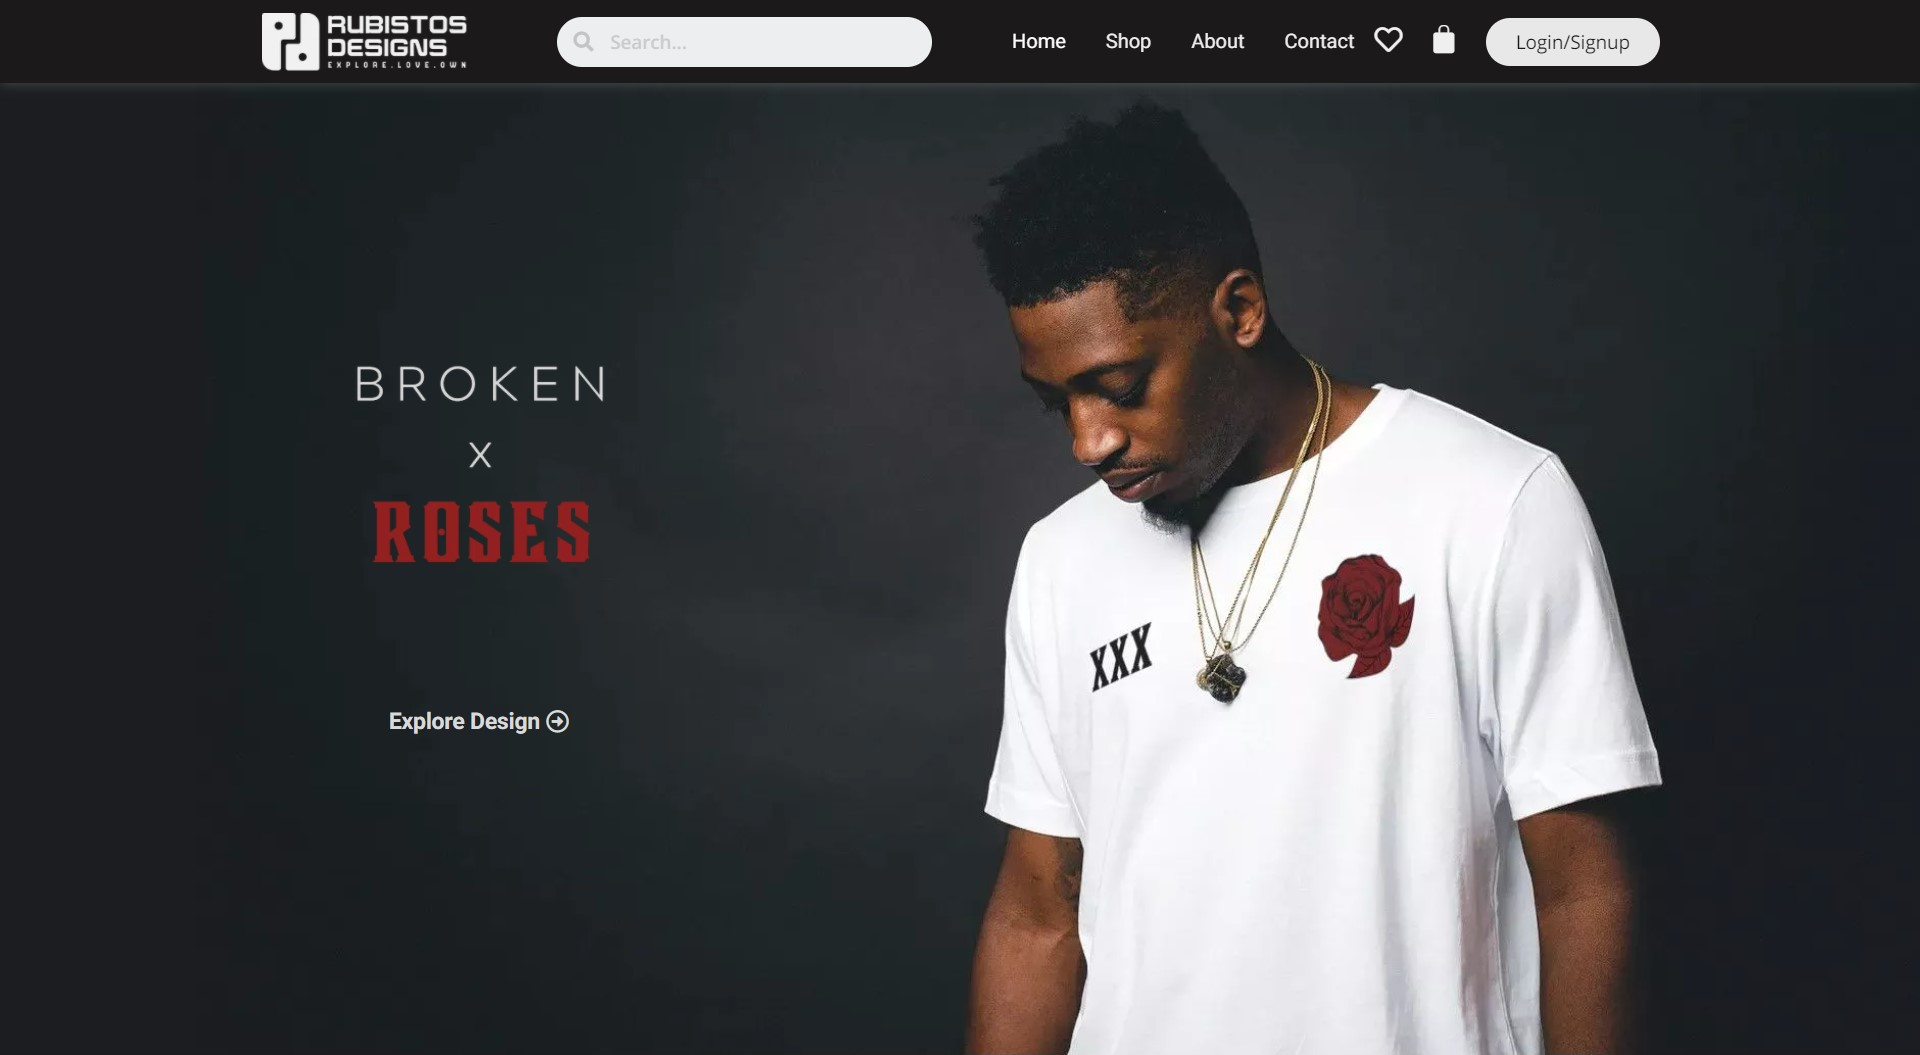 RUBISTOS
DESIGNS
EXPLORE.LOVE.OWN
Search...
Home
Shop
About
Contact
Login/Signup
BROKEN
X
ROSES
XXX
Explore Design